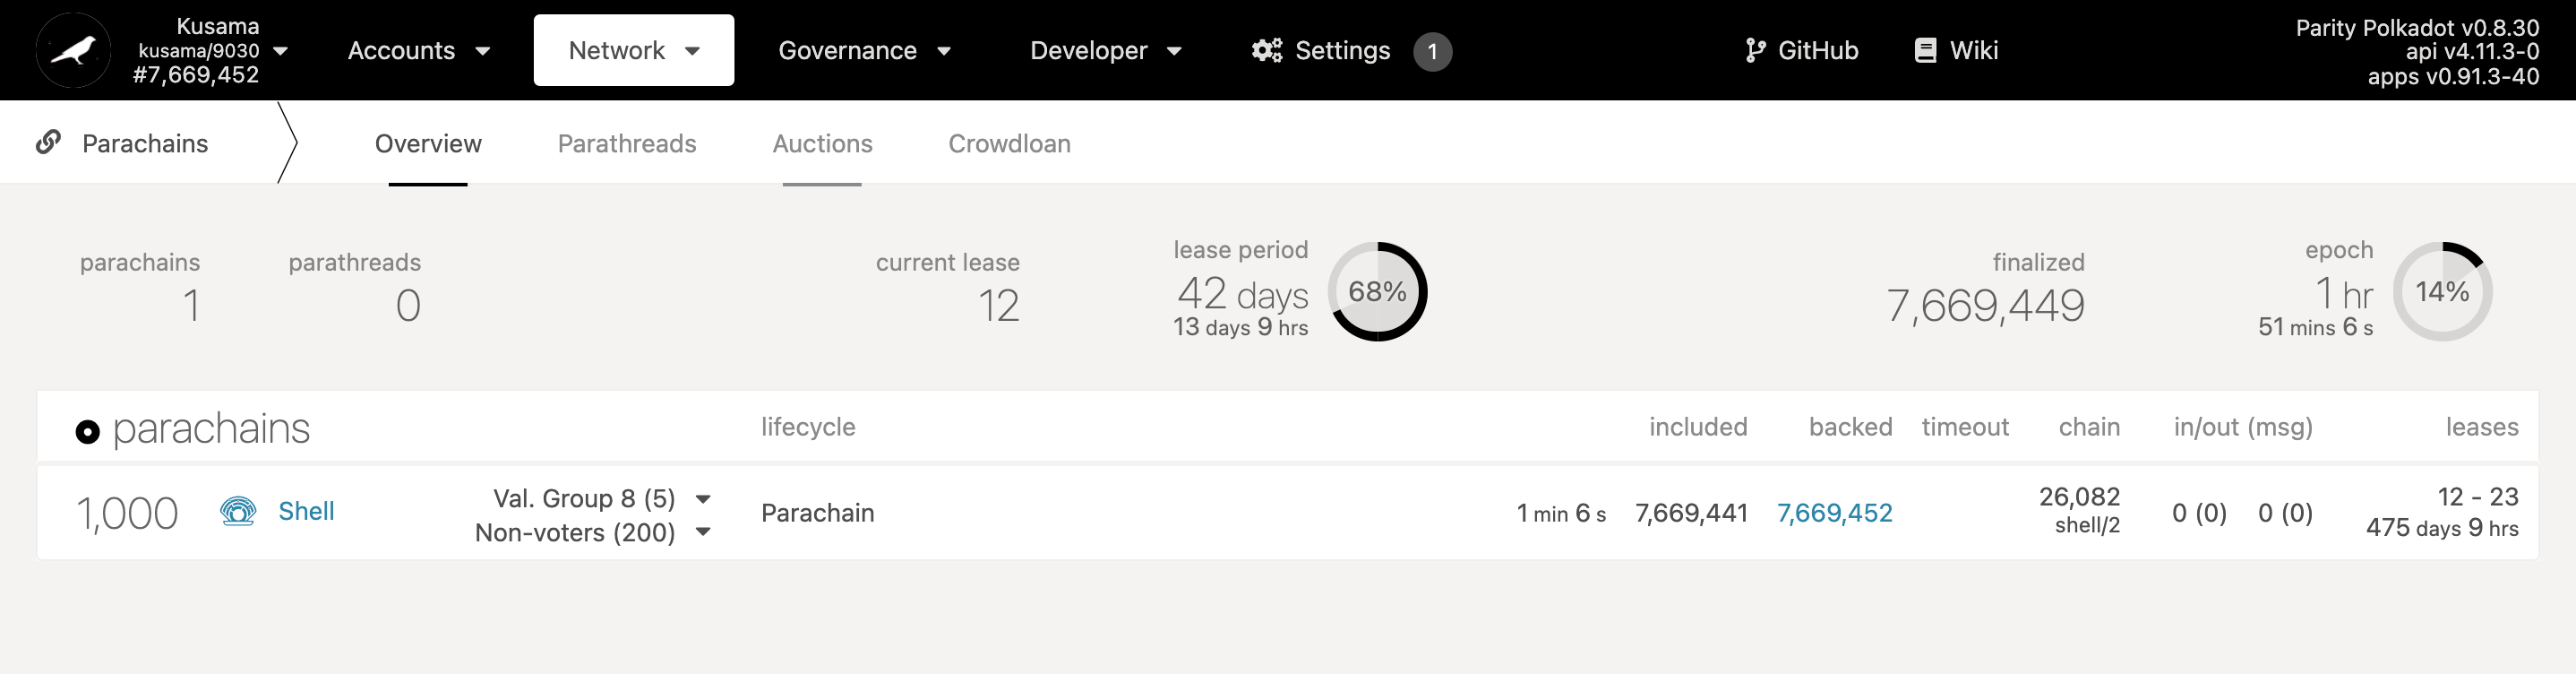 Kusama
kusama/9030
#7,669,452
Accounts
Network
Governance
Developer
Settings
1
GitHub
Wiki
Parity Polkadot v0.8.30
api v4.11.3-0
apps v0.91.3-40
Parachains
Overview
Parathreads
Auctions
Crowdloan
parachains
1
parathreads
0
current lease
12
lease period
42 days
13 days 9 hrs
68%
finalized
7,669,449
epoch
1 hr
51 mins 6 s
14%
parachains lifecycle included backed timeout chain in/out (msg) leases
1,000 Shell
Val. Group 8 (5)
Non-voters (200)
Parachain
1 min 6 s
7,669,441
7,669,452
26,082
shell/2
0 (0) 0 (0)
12 - 23
475 days 9 hrs